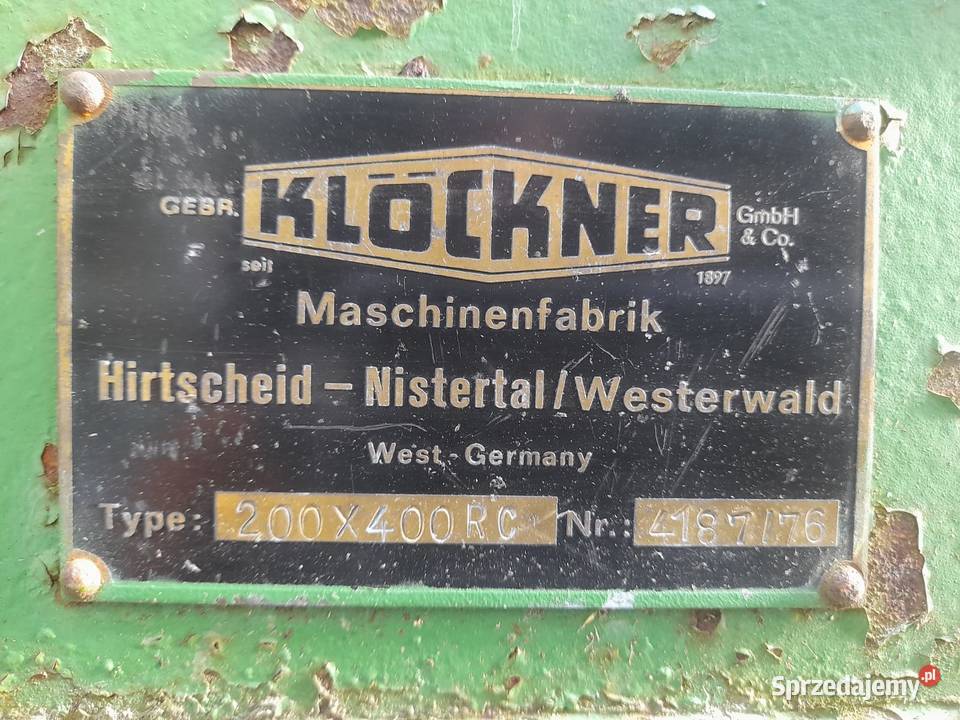 GEBR. KLÖCKNER GmbH & Co.
seit 1897
Maschinenfabrik
Hirtscheid – Nistertal/Westerwald
West-Germany
Type: 200X400RC Nr.: 4187/76
Sprzedajemy.pl